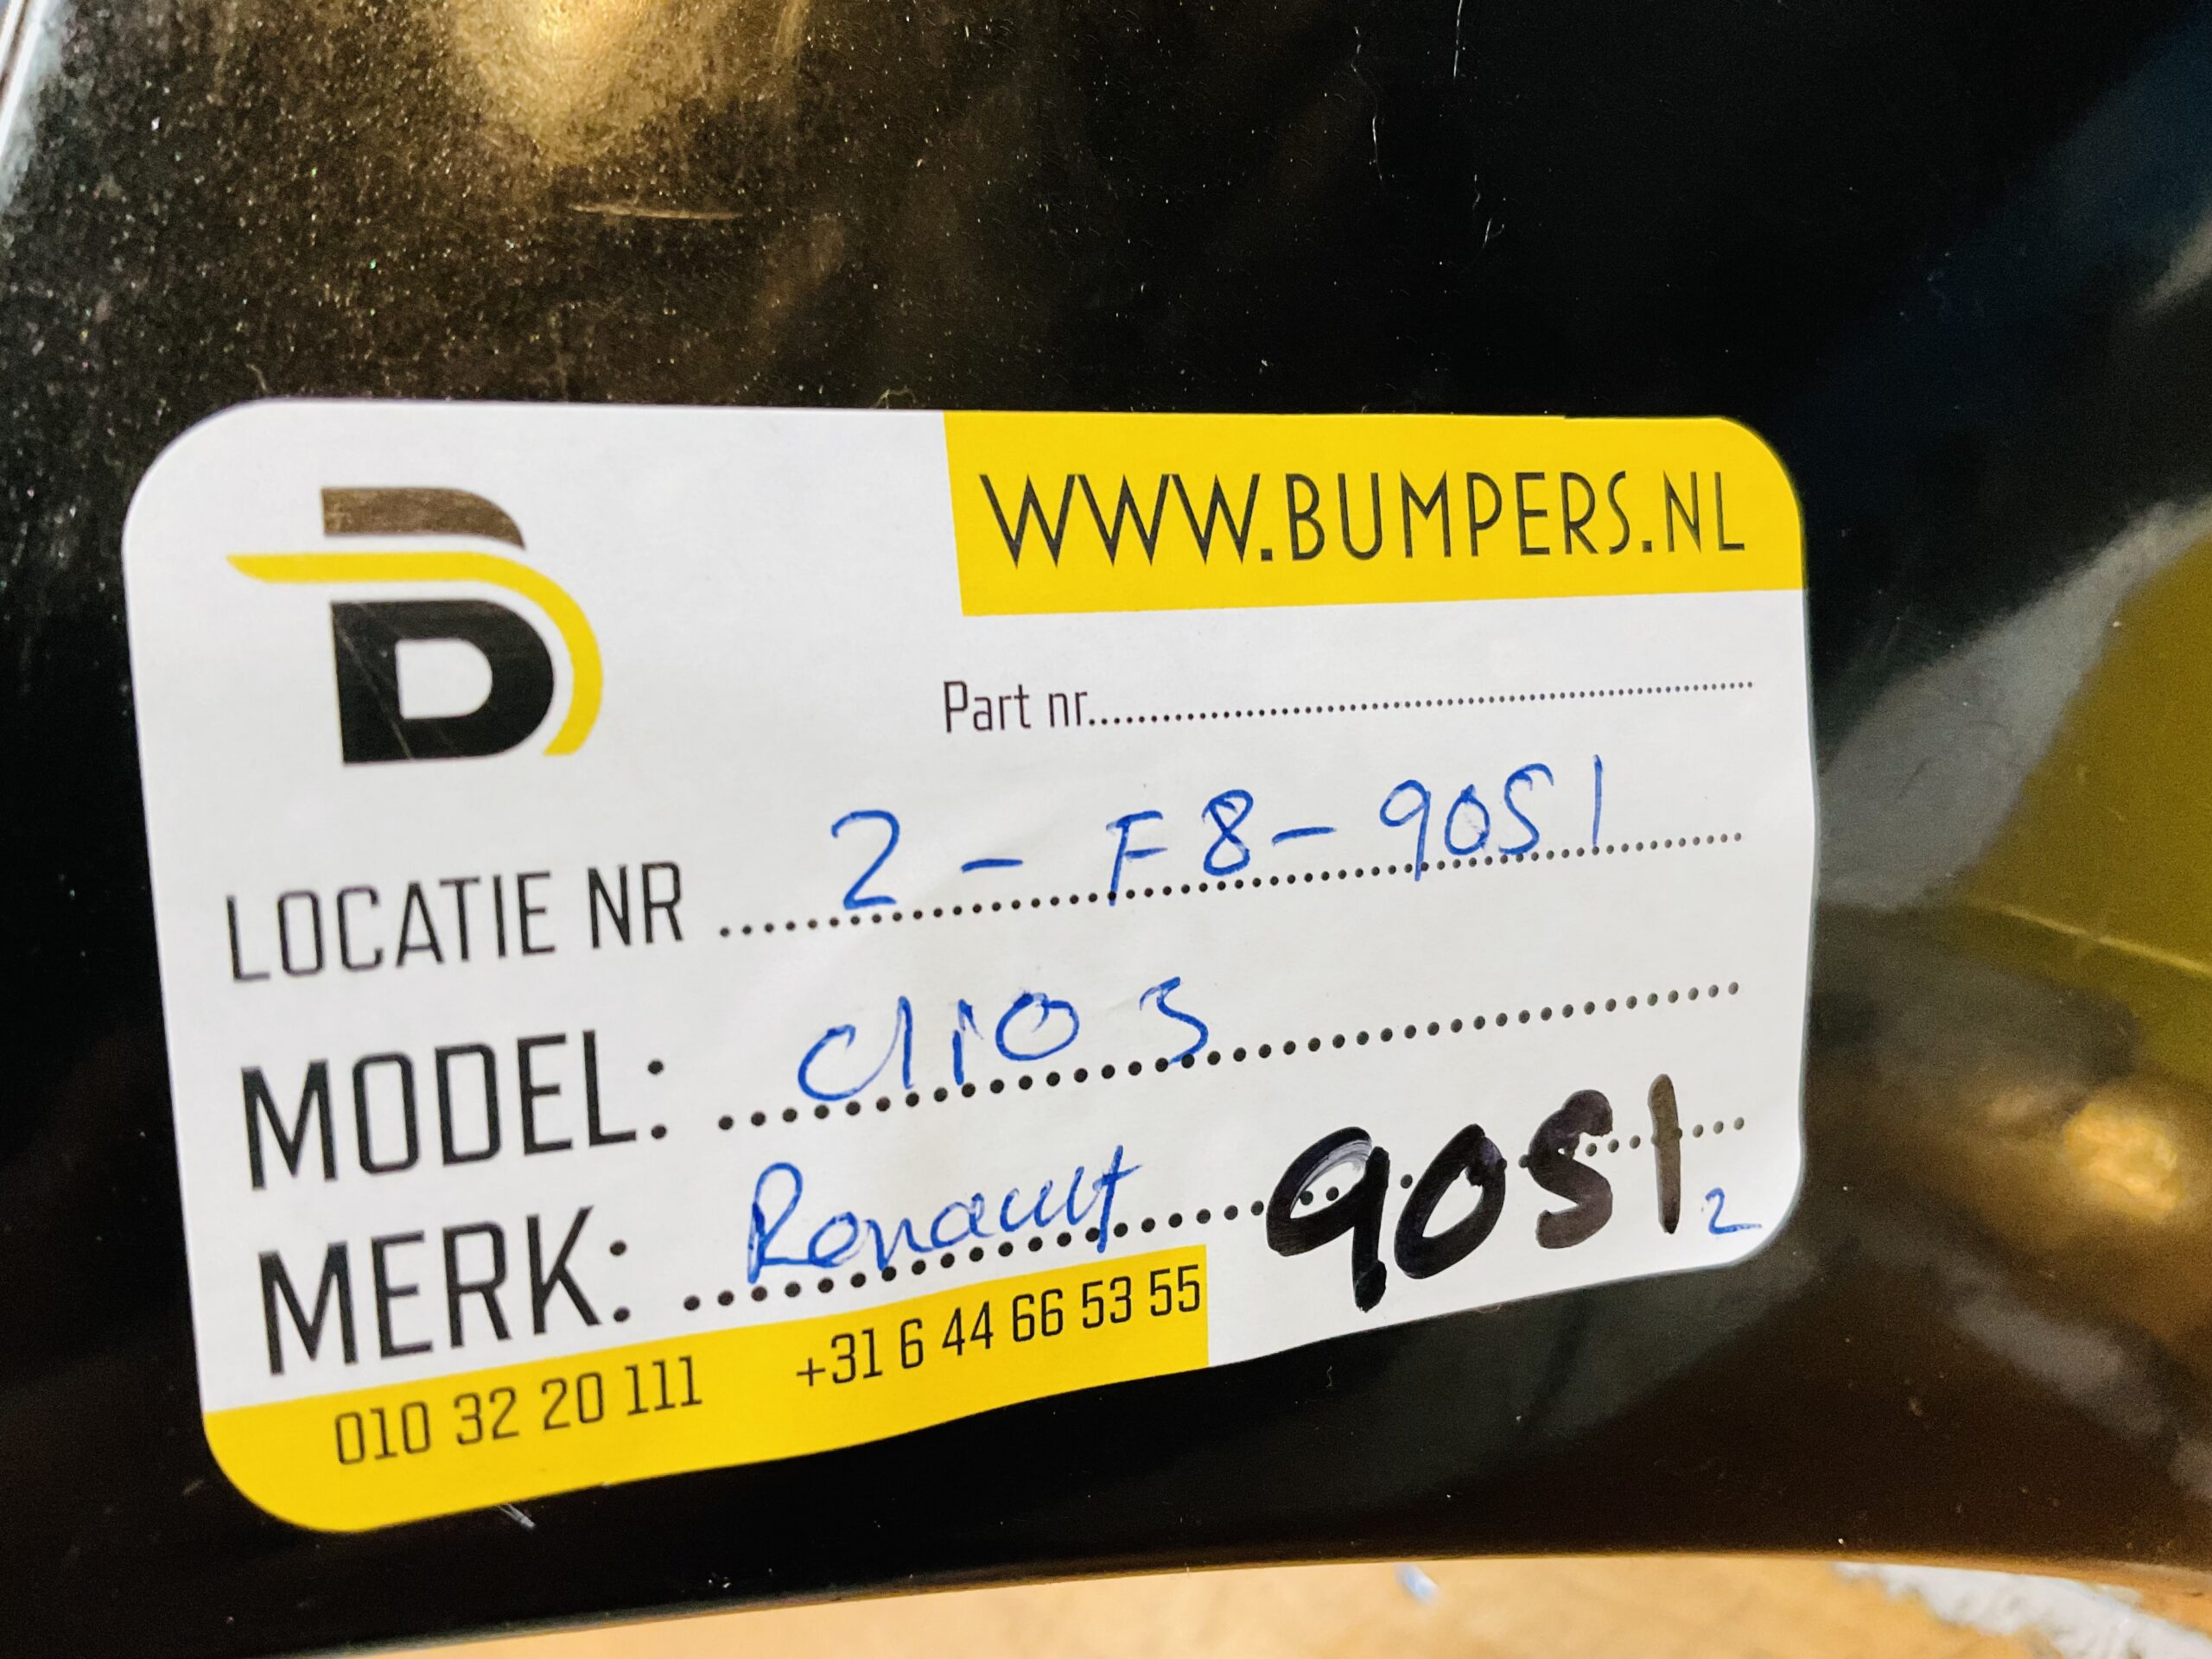 WWW.BUMPERS.NL
Part nr......................................
LOCATIE NR 2 - F8-9051
MODEL: Clio 3
MERK: Renault 9051 2
010 32 20 111 +31 6 44 66 53 55